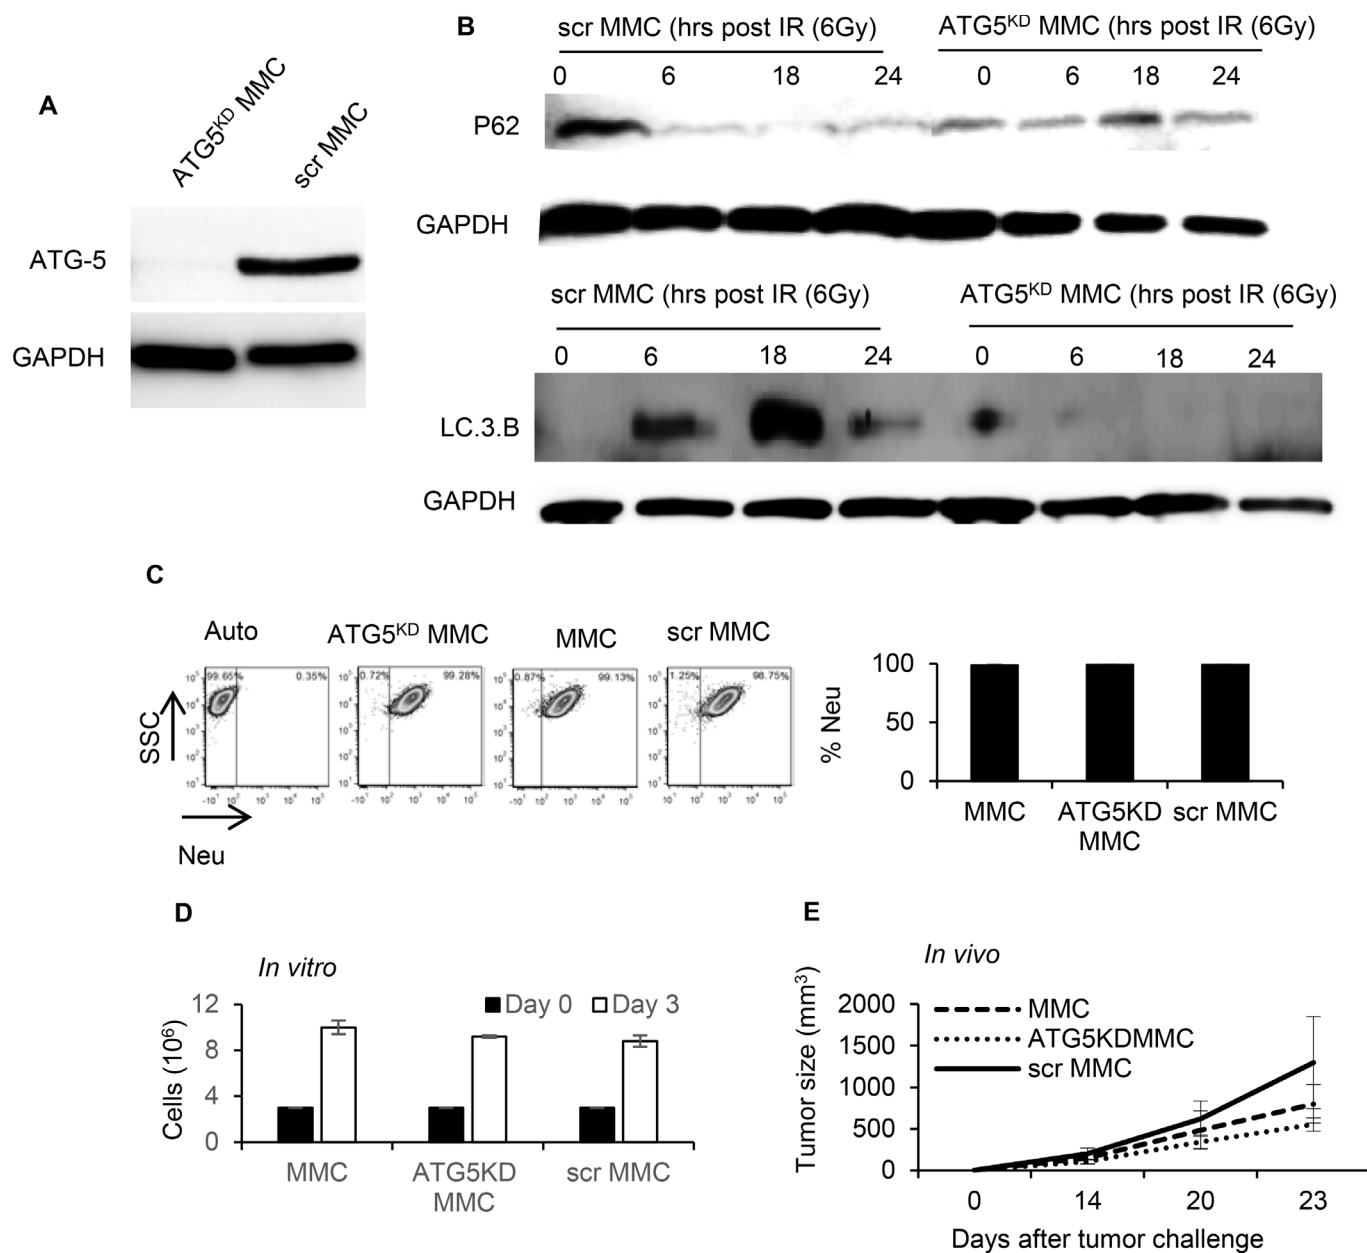 A
ATG5KD MMC
scr MMC
ATG-5
GAPDH
B
scr MMC (hrs post IR (6Gy)
ATG5KD MMC (hrs post IR (6Gy)
0 6 18 24 0 6 18 24
P62
GAPDH
scr MMC (hrs post IR (6Gy)
ATG5KD MMC (hrs post IR (6Gy)
0 6 18 24 0 6 18 24
LC.3.B
GAPDH
C
Auto ATG5KD MMC MMC scr MMC
99.65% 0.35%
0.72% 99.28%
0.87% 99.13%
1.25% 98.75%
SSC
Neu
% Neu
100
50
0
MMC ATG5KD MMC scr MMC
D
In vitro
Day 0 Day 3
Cells (10⁶)
12
8
4
0
MMC ATG5KD MMC scr MMC
E
In vivo
Tumor size (mm³)
2000
1500
1000
500
0
MMC
ATG5KDMMC
scr MMC
0 14 20 23
Days after tumor challenge